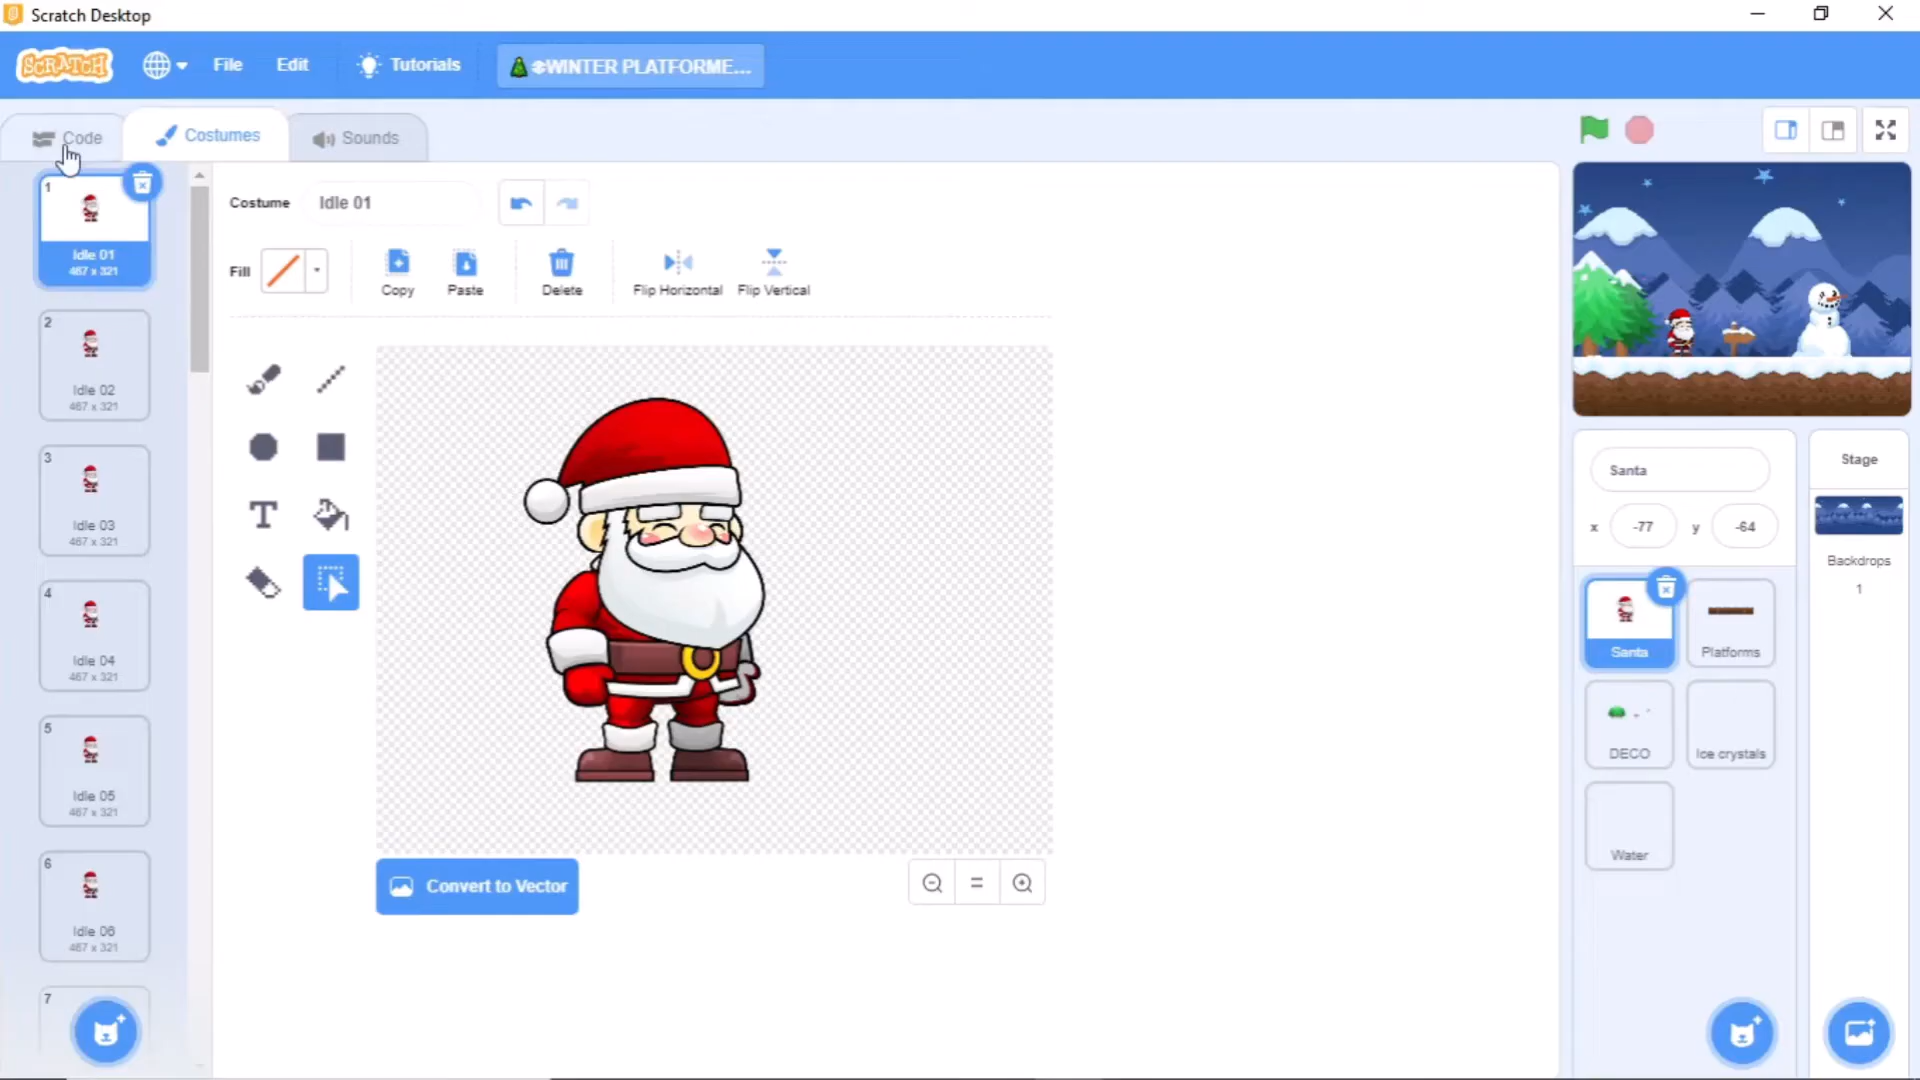 Scratch Desktop
SCRATCH File Edit Tutorials WINTER PLATFORME...
Code Costumes Sounds
Costume Idle 01
Fill Copy Paste Delete Flip Horizontal Flip Vertical
1
Idle 01
467 x 321
2
Idle 02
467 x 321
3
Idle 03
467 x 321
4
Idle 04
467 x 321
5
Idle 05
467 x 321
6
Idle 06
467 x 321
7
T
Convert to Vector
Santa
x -77 y -64
Santa
Platforms
DECO
Ice crystals
Water
Stage
Backdrops
1